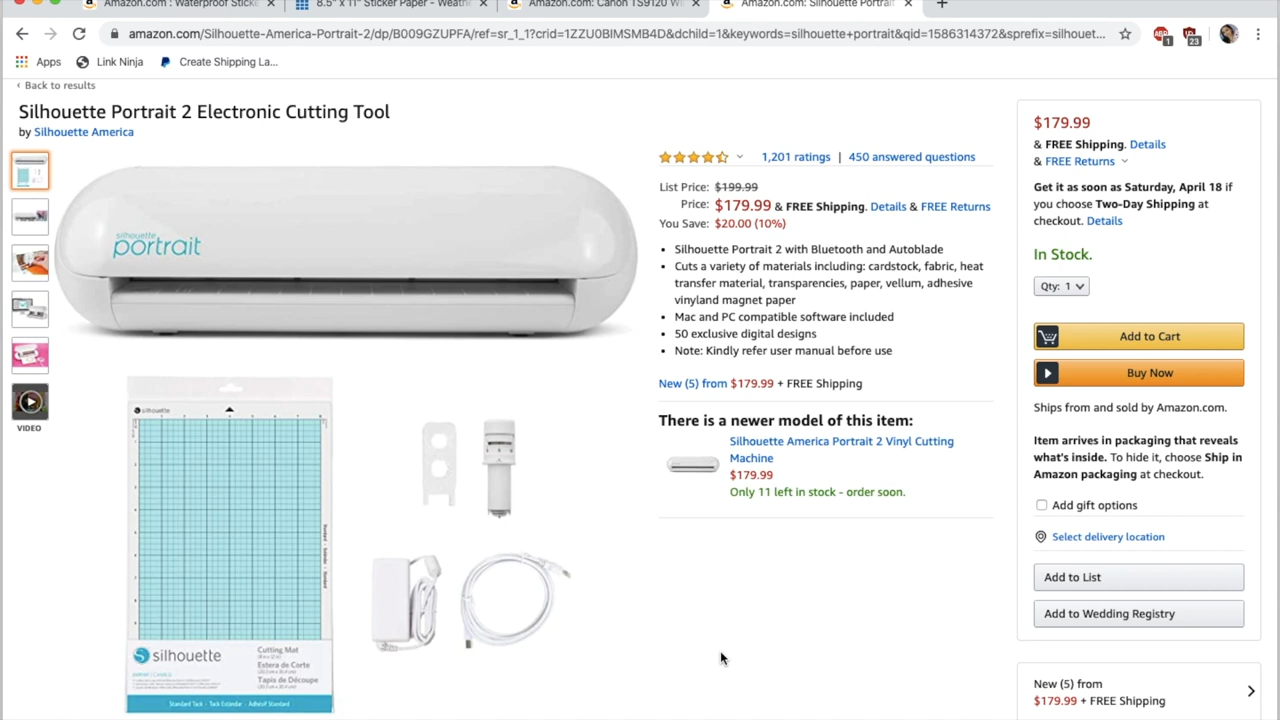 Amazon.com : Waterproof Sticke
8.5" x 11" Sticker Paper - Weath
Amazon.com: Canon TS9120 Wi
Amazon.com: Silhouette Portrait
amazon.com/Silhouette-America-Portrait-2/dp/B009GZUPFA/ref=sr_1_1?crid=1ZZU0BIMSMB4D&dchild=1&keywords=silhouette+portrait&qid=1586314372&sprefix=silhouet...
1
23
Apps
Link Ninja
Create Shipping La...
‹ Back to results
Silhouette Portrait 2 Electronic Cutting Tool
by Silhouette America
silhouette
portrait
VIDEO
silhouette
silhouette
Cutting Mat
Estera de Corte
Tapis de Découpe
Standard Tack - Tack Estándar - Adhésif Standard
1,201 ratings | 450 answered questions
List Price: $199.99
Price: $179.99 & FREE Shipping. Details & FREE Returns
You Save: $20.00 (10%)
• Silhouette Portrait 2 with Bluetooth and Autoblade
• Cuts a variety of materials including: cardstock, fabric, heat
transfer material, transparencies, paper, vellum, adhesive
vinyland magnet paper
• Mac and PC compatible software included
• 50 exclusive digital designs
• Note: Kindly refer user manual before use
New (5) from $179.99 + FREE Shipping
There is a newer model of this item:
Silhouette America Portrait 2 Vinyl Cutting
Machine
$179.99
Only 11 left in stock - order soon.
$179.99
& FREE Shipping. Details
& FREE Returns
Get it as soon as Saturday, April 18 if
you choose Two-Day Shipping at
checkout. Details
In Stock.
Qty: 1
Add to Cart
Buy Now
Ships from and sold by Amazon.com.
Item arrives in packaging that reveals
what's inside. To hide it, choose Ship in
Amazon packaging at checkout.
Add gift options
Select delivery location
Add to List
Add to Wedding Registry
New (5) from
$179.99 + FREE Shipping